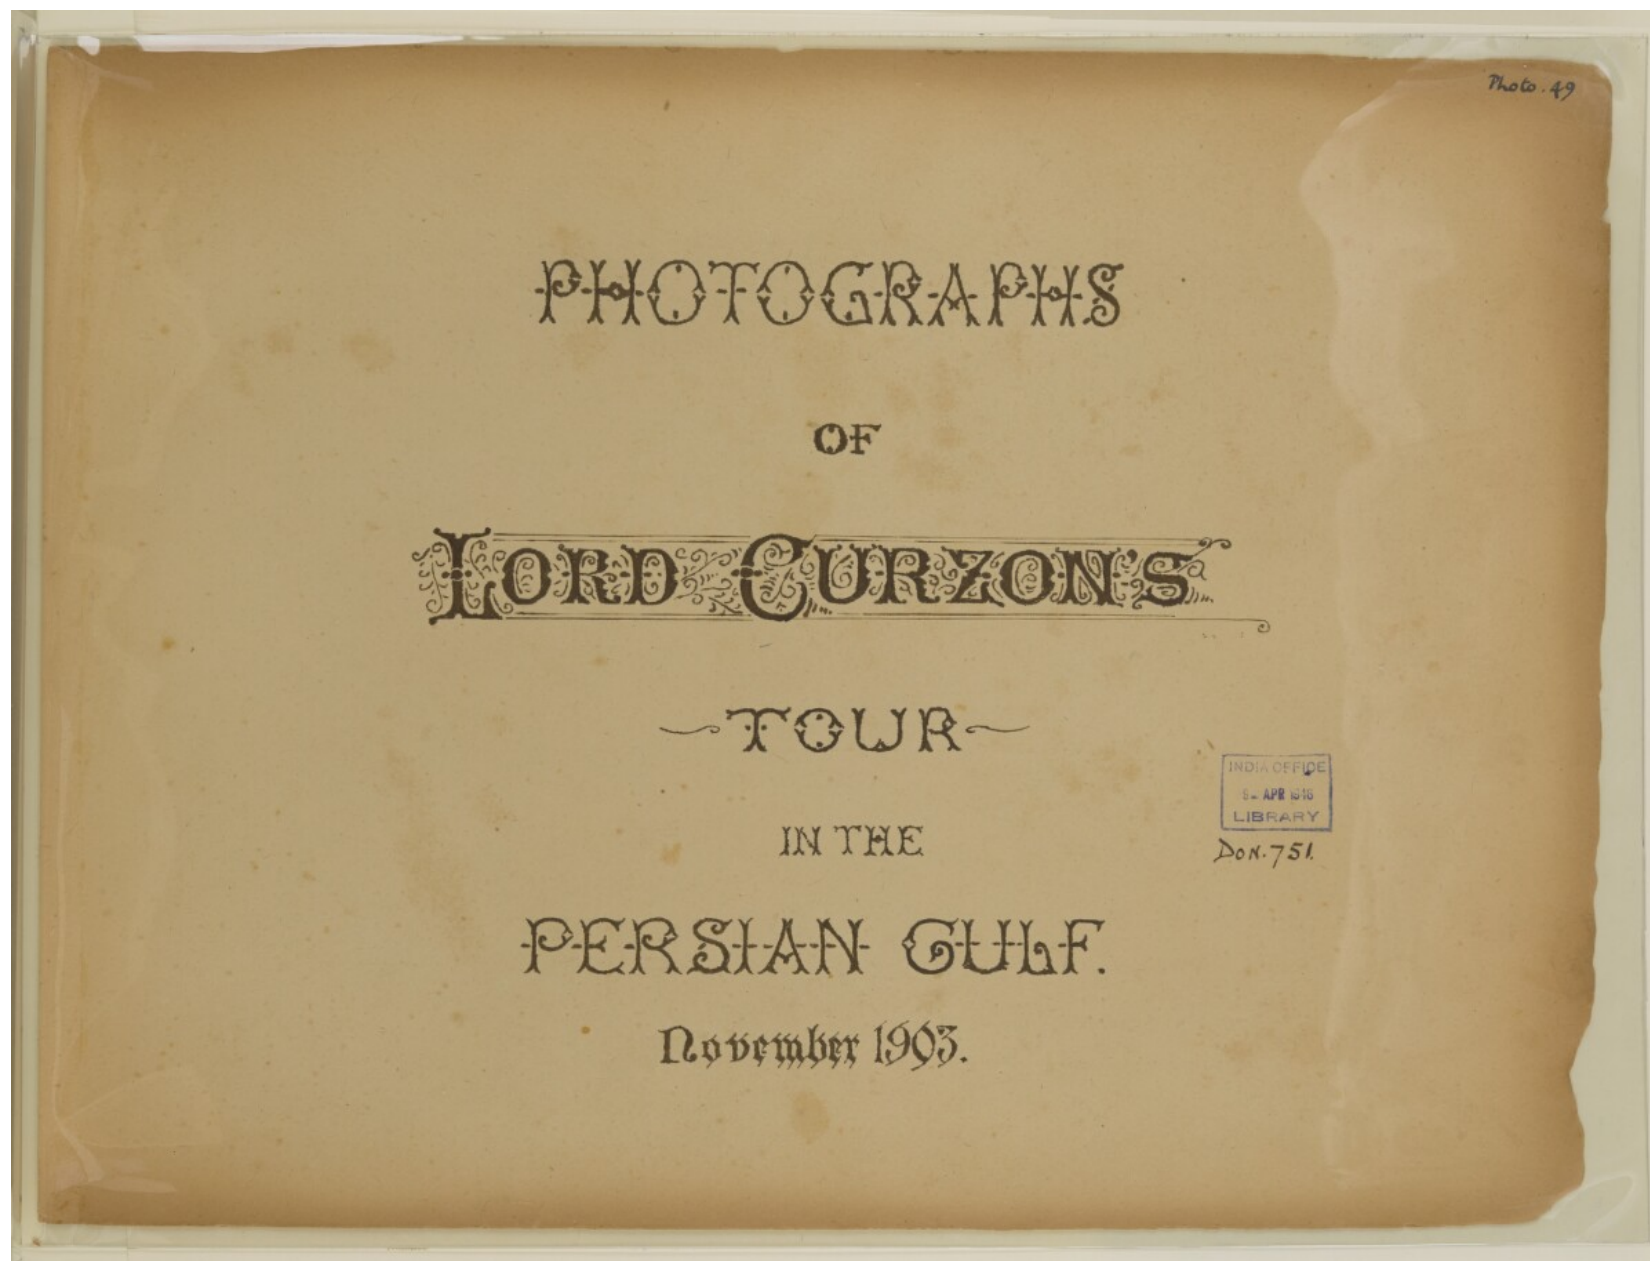 Photo. 49
PHOTOGRAPHS
OF
LORD CURZON'S
TOUR
IN THE
PERSIAN GULF.
November 1903.
INDIA OFFICE
APR
LIBRARY
DON. 751.